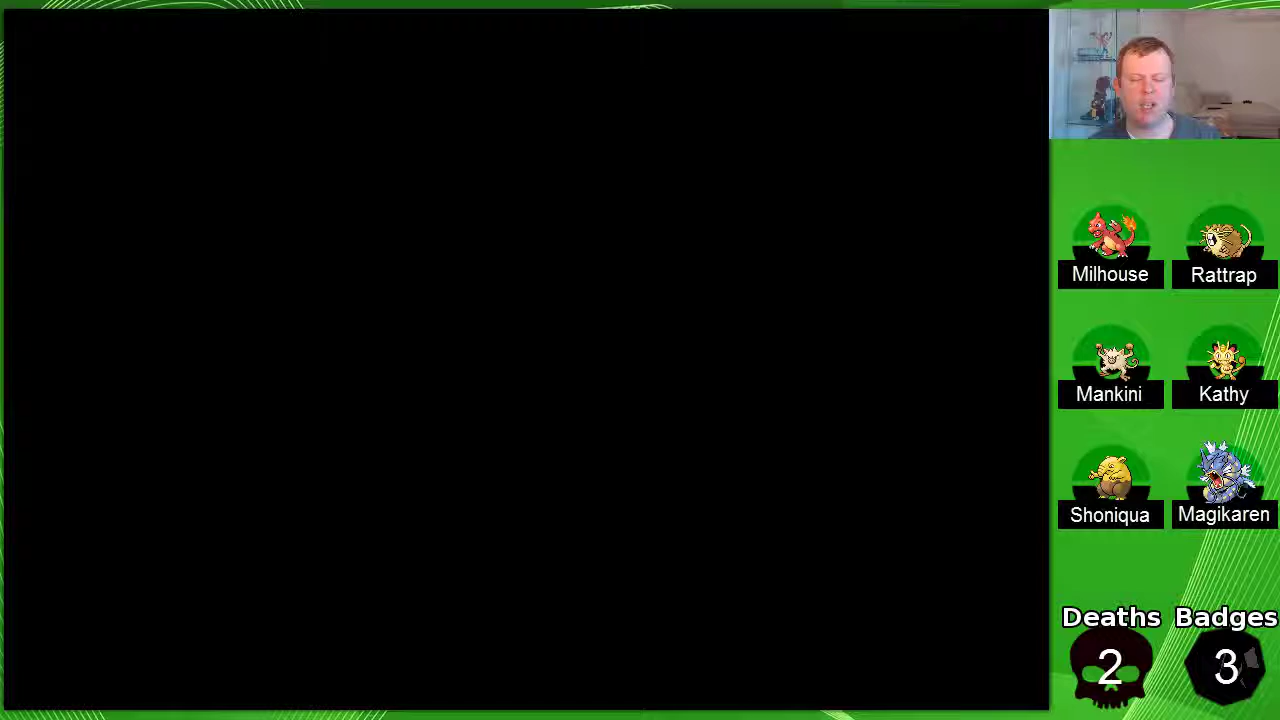 Milhouse Rattrap
Mankini Kathy
Shoniqua Magikaren
Deaths Badges
2 3